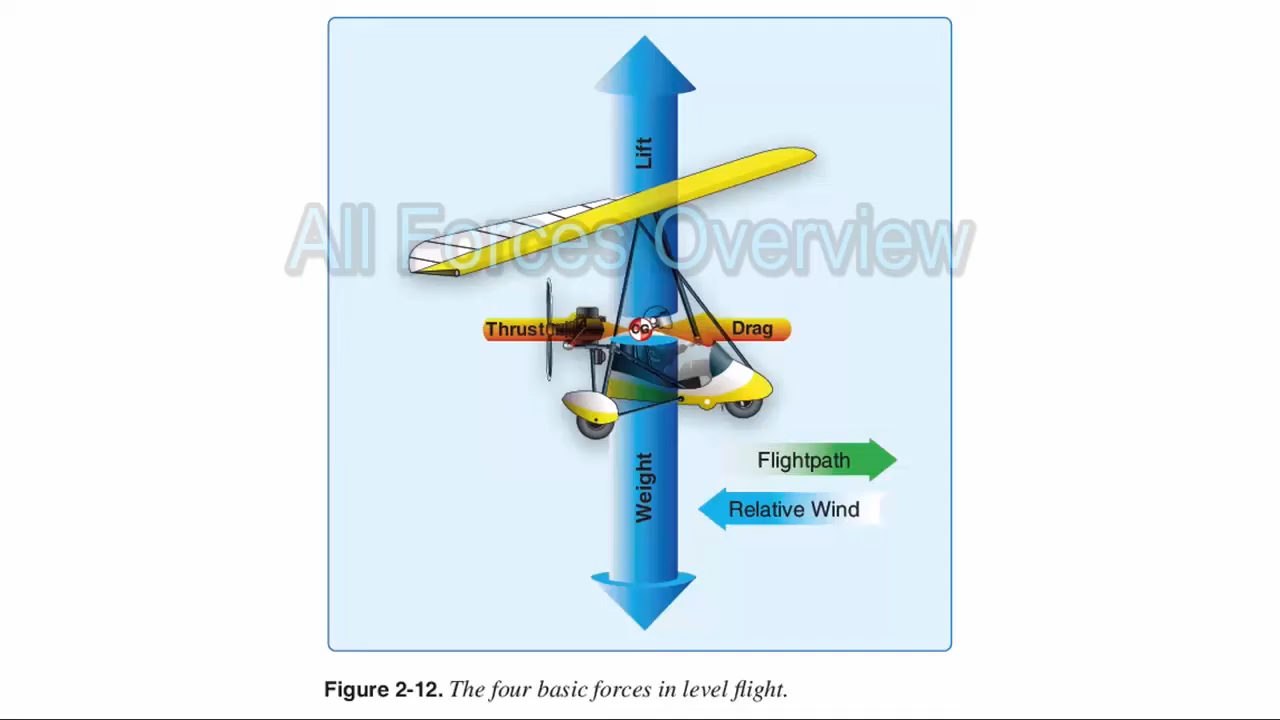 Lift
All Forces Overview
Thrust
CG
Drag
Weight
Flightpath
Relative Wind
Figure 2-12. The four basic forces in level flight.